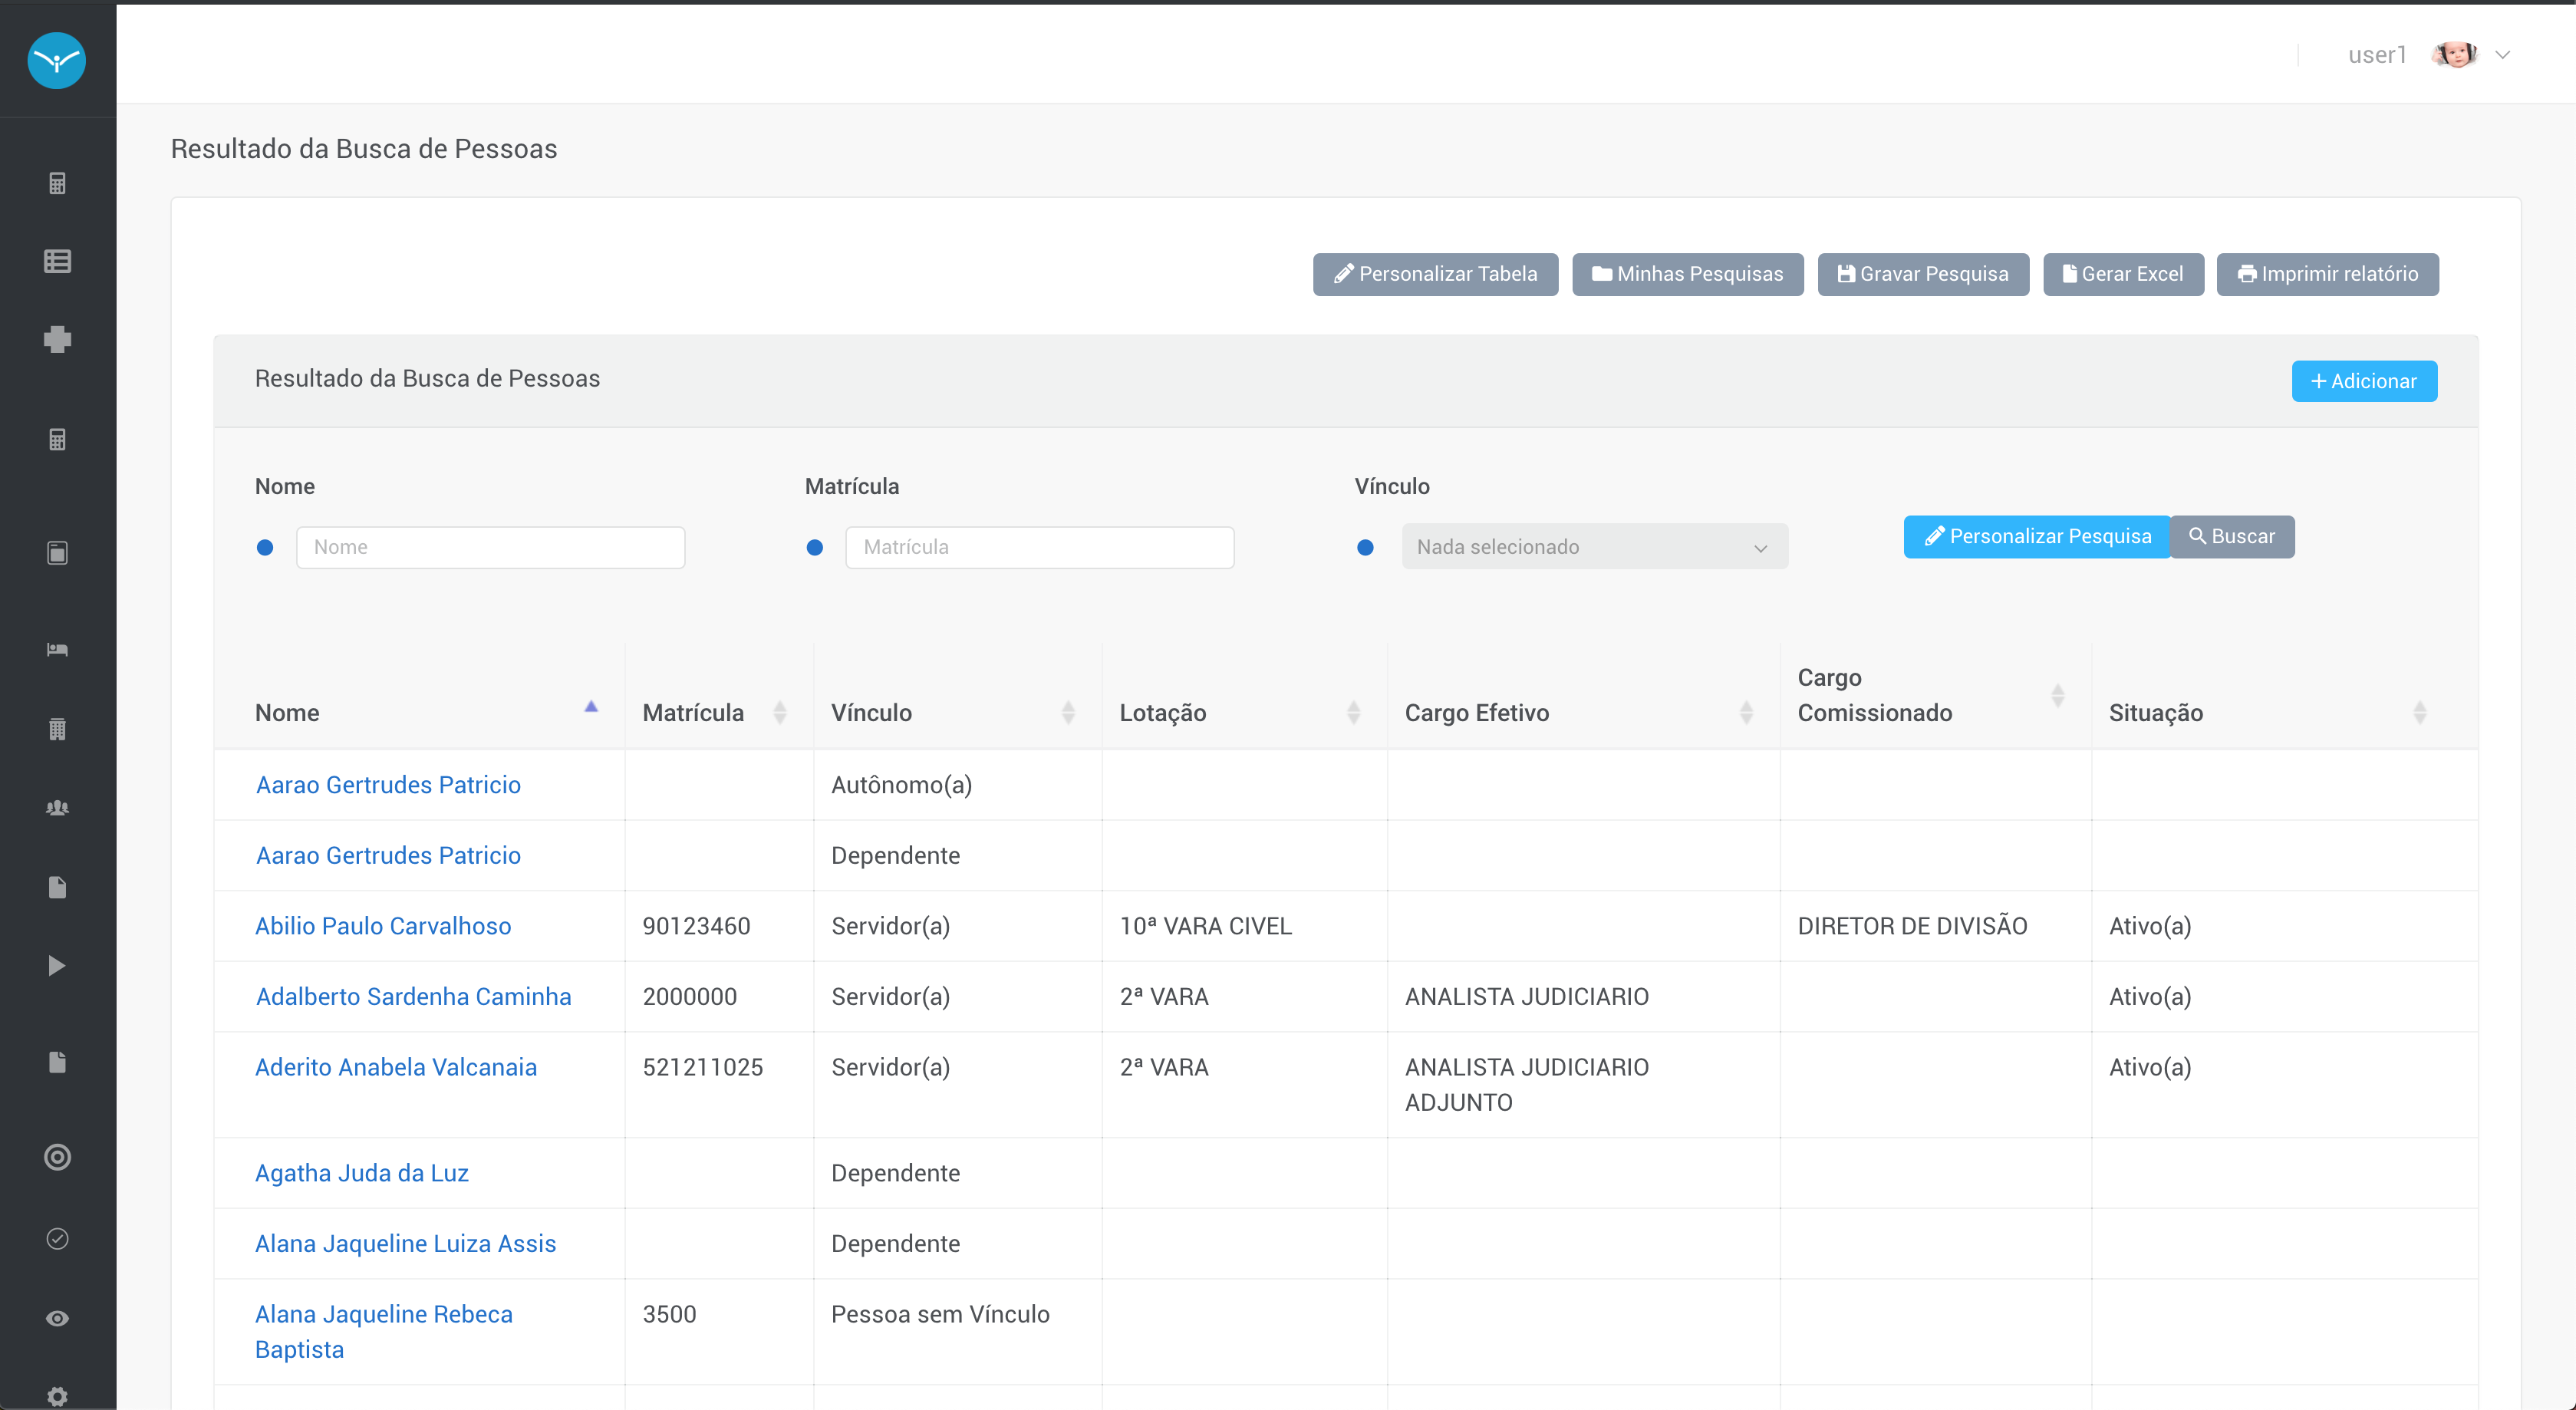 user1
Resultado da Busca de Pessoas
Personalizar Tabela Minhas Pesquisas Gravar Pesquisa Gerar Excel Imprimir relatório
Resultado da Busca de Pessoas
+ Adicionar
Nome Matrícula Vínculo
Nome Matrícula Nada selecionado Personalizar Pesquisa Buscar
Nome Matrícula Vínculo Lotação Cargo Efetivo Cargo Comissionado Situação
Aarao Gertrudes Patricio Autônomo(a)
Aarao Gertrudes Patricio Dependente
Abilio Paulo Carvalhoso 90123460 Servidor(a) 10ª VARA CIVEL DIRETOR DE DIVISÃO Ativo(a)
Adalberto Sardenha Caminha 2000000 Servidor(a) 2ª VARA ANALISTA JUDICIARIO Ativo(a)
Aderito Anabela Valcanaia 521211025 Servidor(a) 2ª VARA ANALISTA JUDICIARIO Ativo(a)
ADJUNTO
Agatha Juda da Luz Dependente
Alana Jaqueline Luiza Assis Dependente
Alana Jaqueline Rebeca 3500 Pessoa sem Vínculo
Baptista